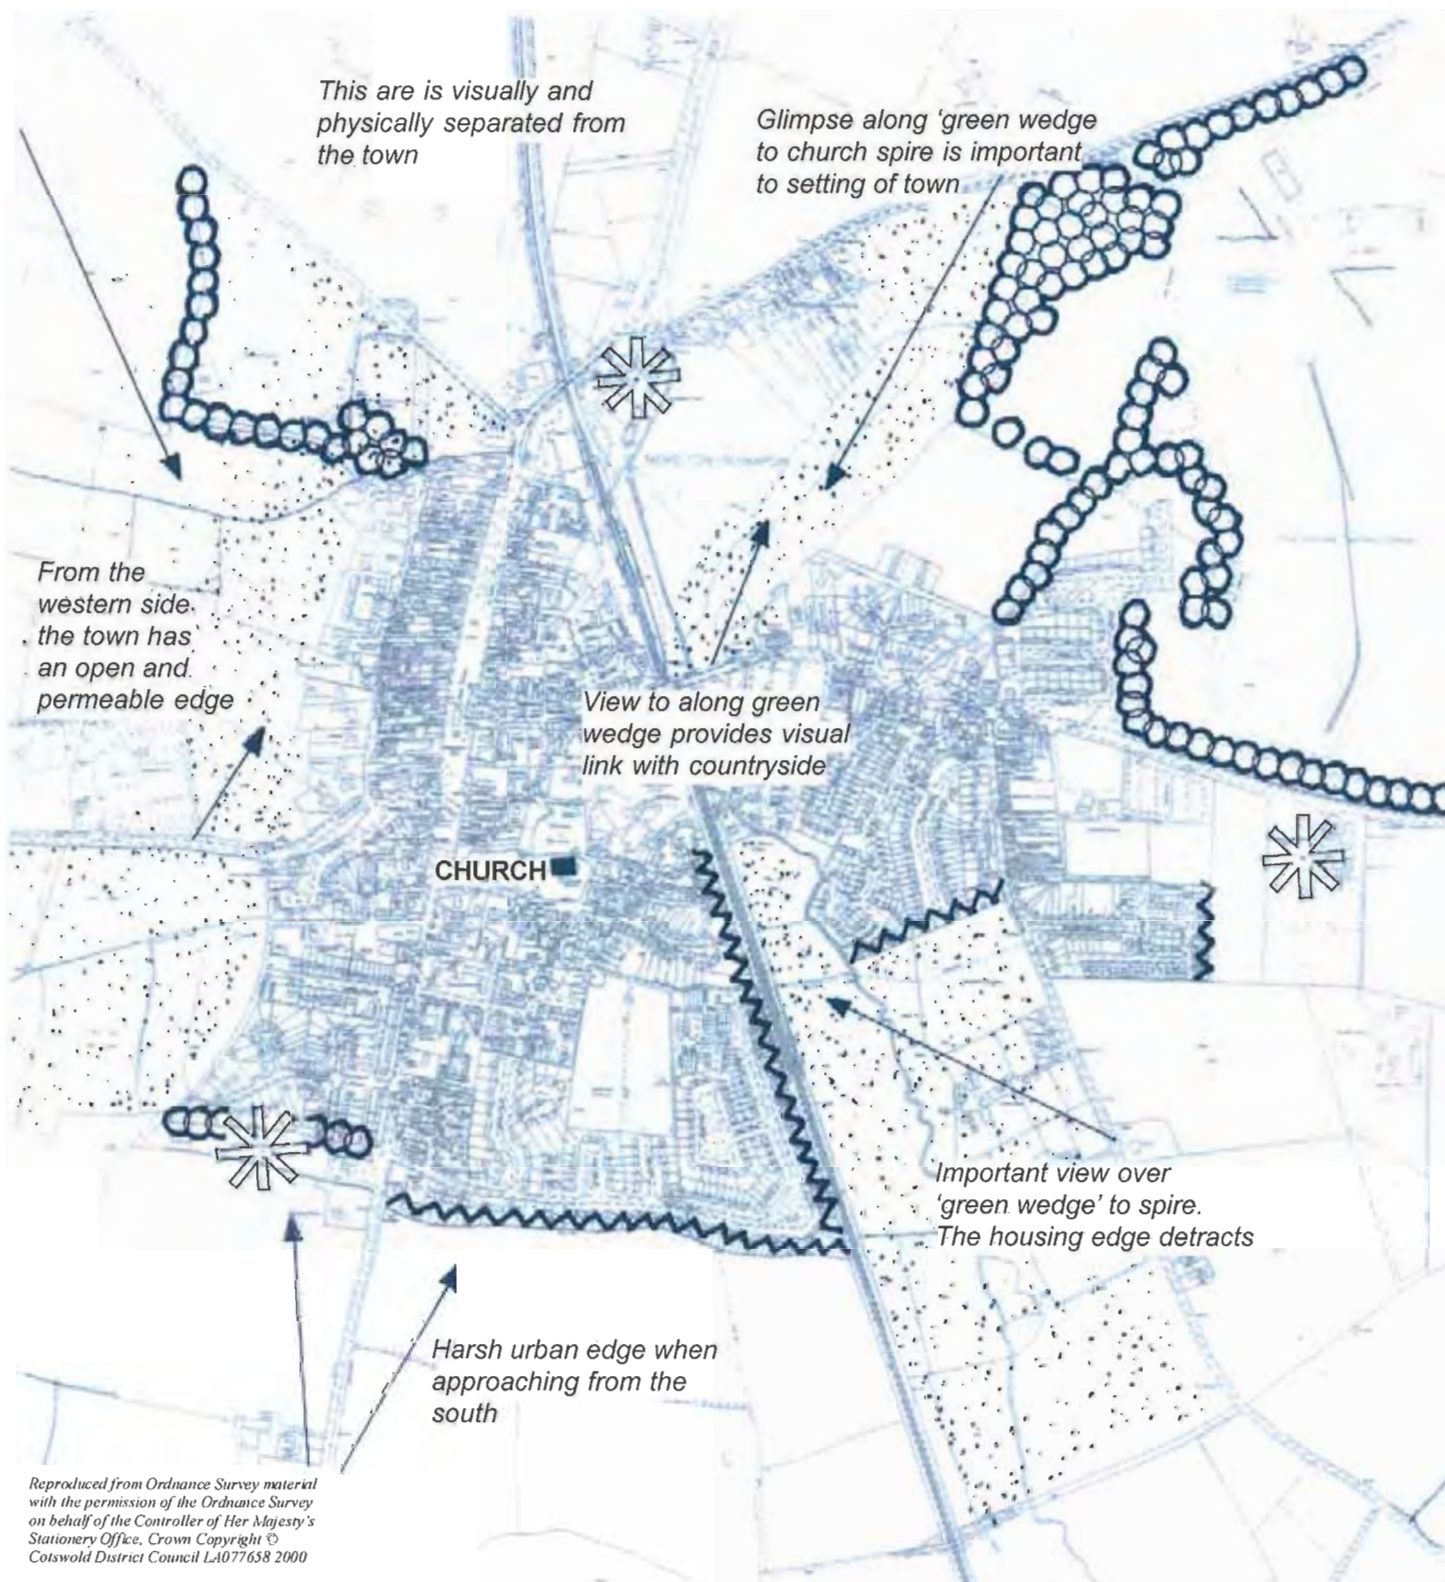 This are is visually and
physically separated from
the town
Glimpse along ‘green wedge
to church spire is important
to setting of town
From the
western side
the town has
an open and
permeable edge
View to along green
wedge provides visual
link with countryside
CHURCH
Important view over
‘green wedge’ to spire.
The housing edge detracts
Harsh urban edge when
approaching from the
south
Reproduced from Ordnance Survey material
with the permission of the Ordnance Survey
on behalf of the Controller of Her Majesty's
Stationery Office, Crown Copyright ©
Cotswold District Council LA077658 2000